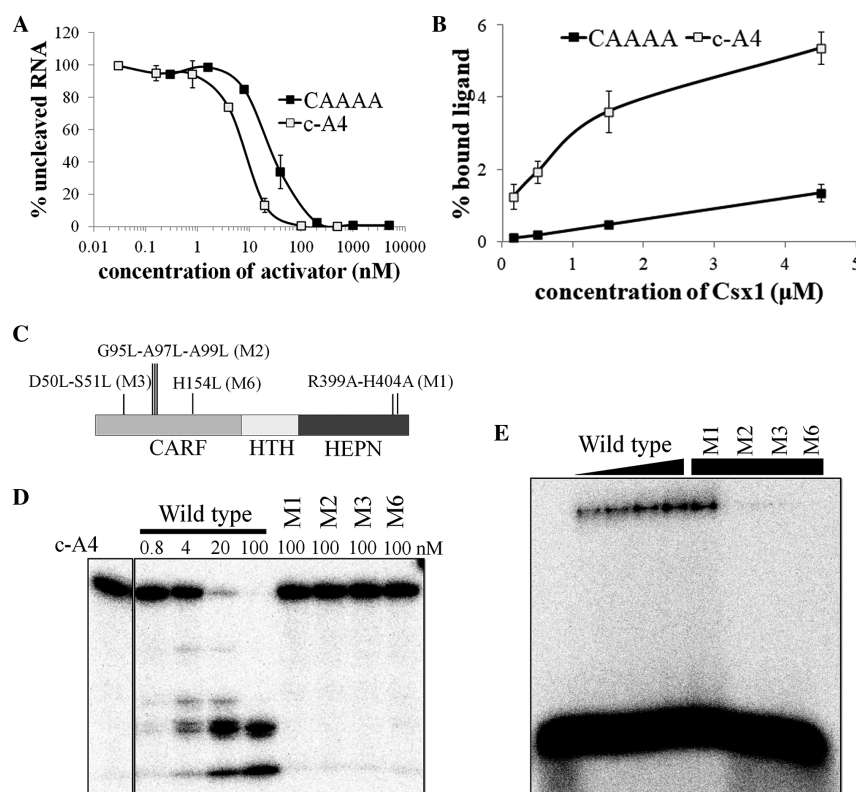 A
120
100
80
60
40
20
0
% uncleaved RNA
CAAAA
c-A4
0.01 0.1 1 10 100 1000 10000
concentration of activator (nM)
B
6
4
2
0
% bound ligand
CAAAA c-A4
0 1 2 3 4 5
concentration of Csx1 (μM)
C
G95L-A97L-A99L (M2)
D50L-S51L (M3) H154L (M6) R399A-H404A (M1)
CARF HTH HEPN
D
Wild type M1 M2 M3 M6
c-A4 0.8 4 20 100 100 100 100 100 nM
E
Wild type M1 M2 M3 M6